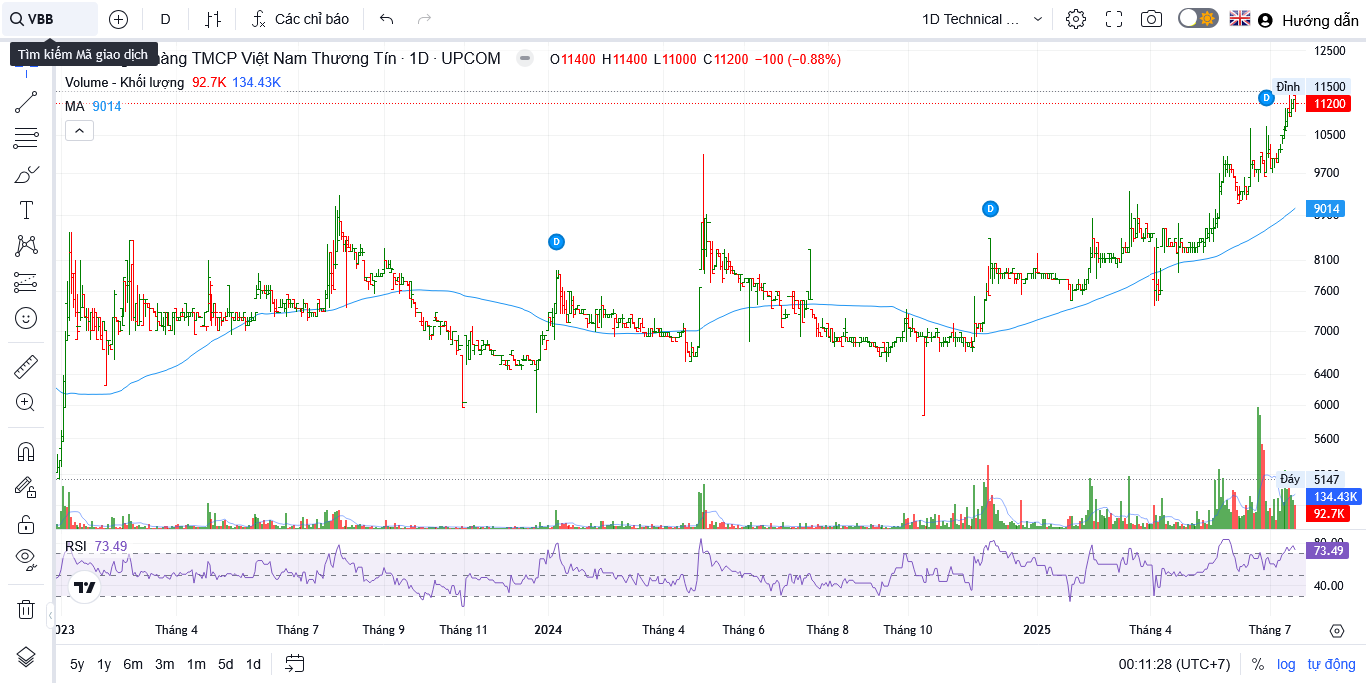 VBB
D
Các chỉ báo
1D Technical ...
Hướng dẫn
Tìm kiếm Mã giao dịch
hàng TMCP Việt Nam Thương Tín · 1D · UPCOM
O11400 H11400 L11000 C11200 −100 (−0.88%)
Volume - Khối lượng 92.7K 134.43K
MA 9014
12500
Đỉnh 11500
D
11200
10500
9700
D
9014
D
8100
7600
7000
6400
6000
5600
Đáy 5147
134.43K
92.7K
RSI 73.49
80.00
73.49
40.00
2023 Tháng 4 Tháng 7 Tháng 9 Tháng 11 2024 Tháng 4 Tháng 6 Tháng 8 Tháng 10 2025 Tháng 4 Tháng 7
5y 1y 6m 3m 1m 5d 1d
00:11:28 (UTC+7) % log tự động